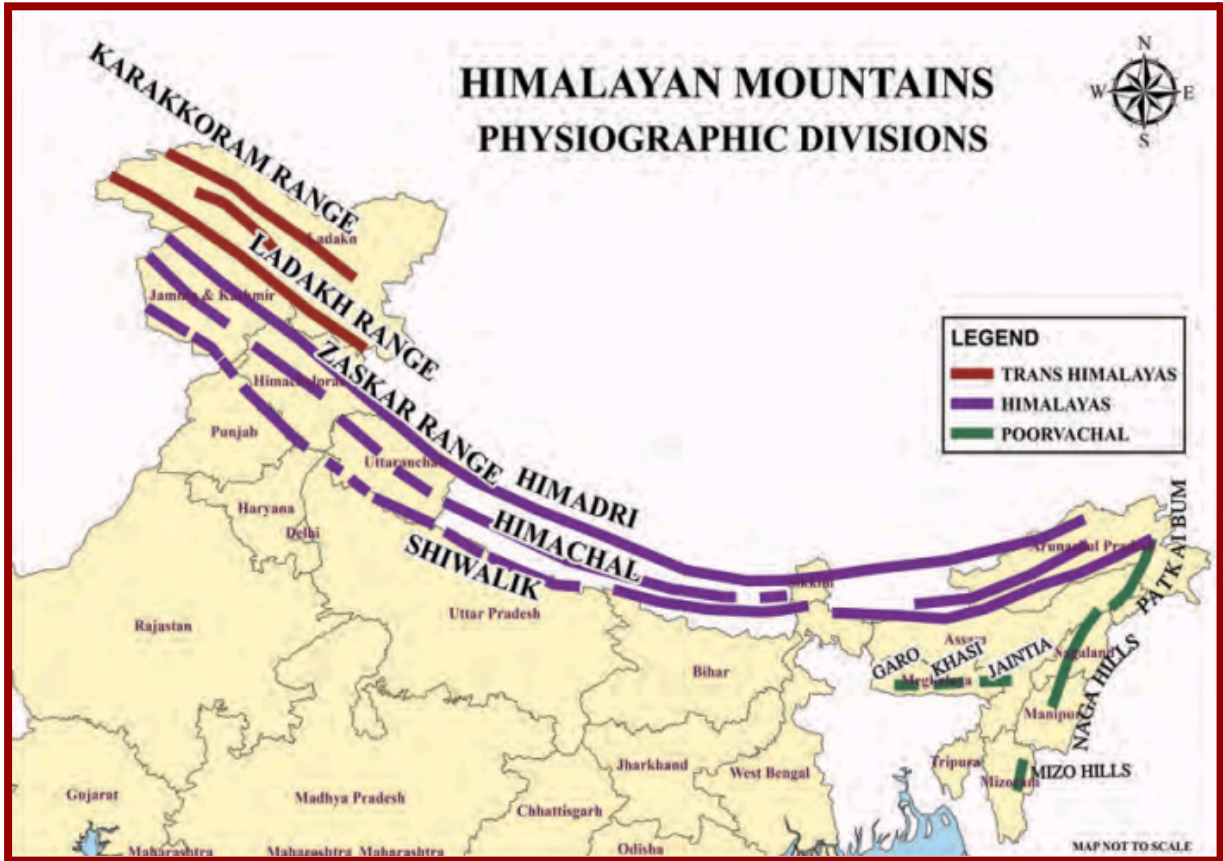 HIMALAYAN MOUNTAINS
PHYSIOGRAPHIC DIVISIONS
N
W
E
S
KARAKKORAM RANGE
Ladakh
LADAKH RANGE
Jammu & Kashmir
ZASKAR RANGE
Himachalprad
LEGEND
TRANS HIMALAYAS
HIMALAYAS
POORVACHAL
Punjab
Uttaranchal
HIMADRI
Haryana
Delhi
HIMACHAL
SHIWALIK
Arunachal Prades
PATKAI BUM
Sikkim
Rajastan
Uttar Pradesh
Bihar
Assam
Nagaland
GARO
KHASI
JAINTIA
Meghalaya
NAGA HILLS
Manipur
Gujarat
Madhya Pradesh
Jharkhand
West Bengal
Tripura
Mizoram
MIZO HILLS
Chhattisgarh
Maharashtra
Maharashtra
Maharashtra
Odisha
MAP NOT TO SCALE